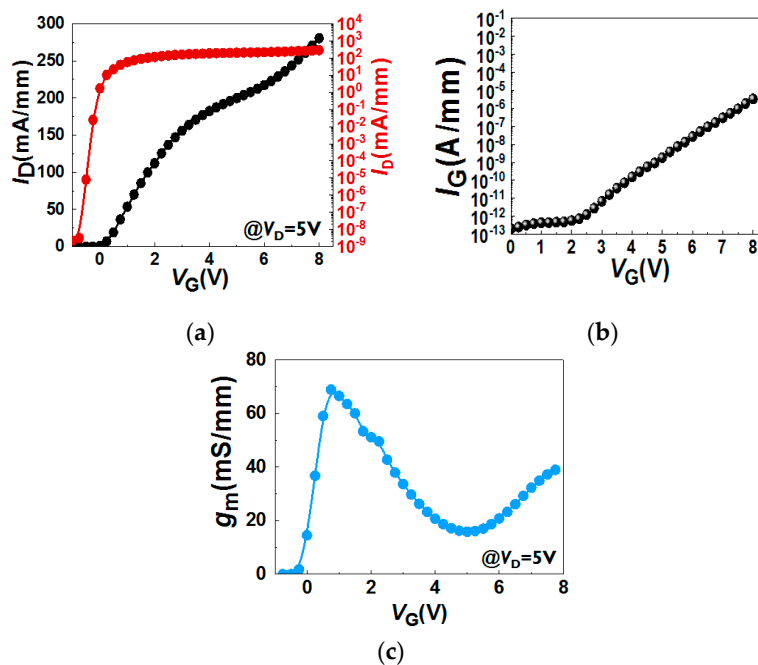 300
250
200
150
100
50
0
I_D(mA/mm)
0 2 4 6 8
V_G(V)
@V_D=5V
10^4
10^3
10^2
10^1
10^0
10^-1
10^-2
10^-3
10^-4
10^-5
10^-6
10^-7
10^-8
10^-9
I_D(mA/mm)
(a)
10^-1
10^-2
10^-3
10^-4
10^-5
10^-6
10^-7
10^-8
10^-9
10^-10
10^-11
10^-12
10^-13
I_G(A/mm)
0 1 2 3 4 5 6 7 8
V_G(V)
(b)
80
60
40
20
0
g_m(mS/mm)
@V_D=5V
0 2 4 6 8
V_G(V)
(c)